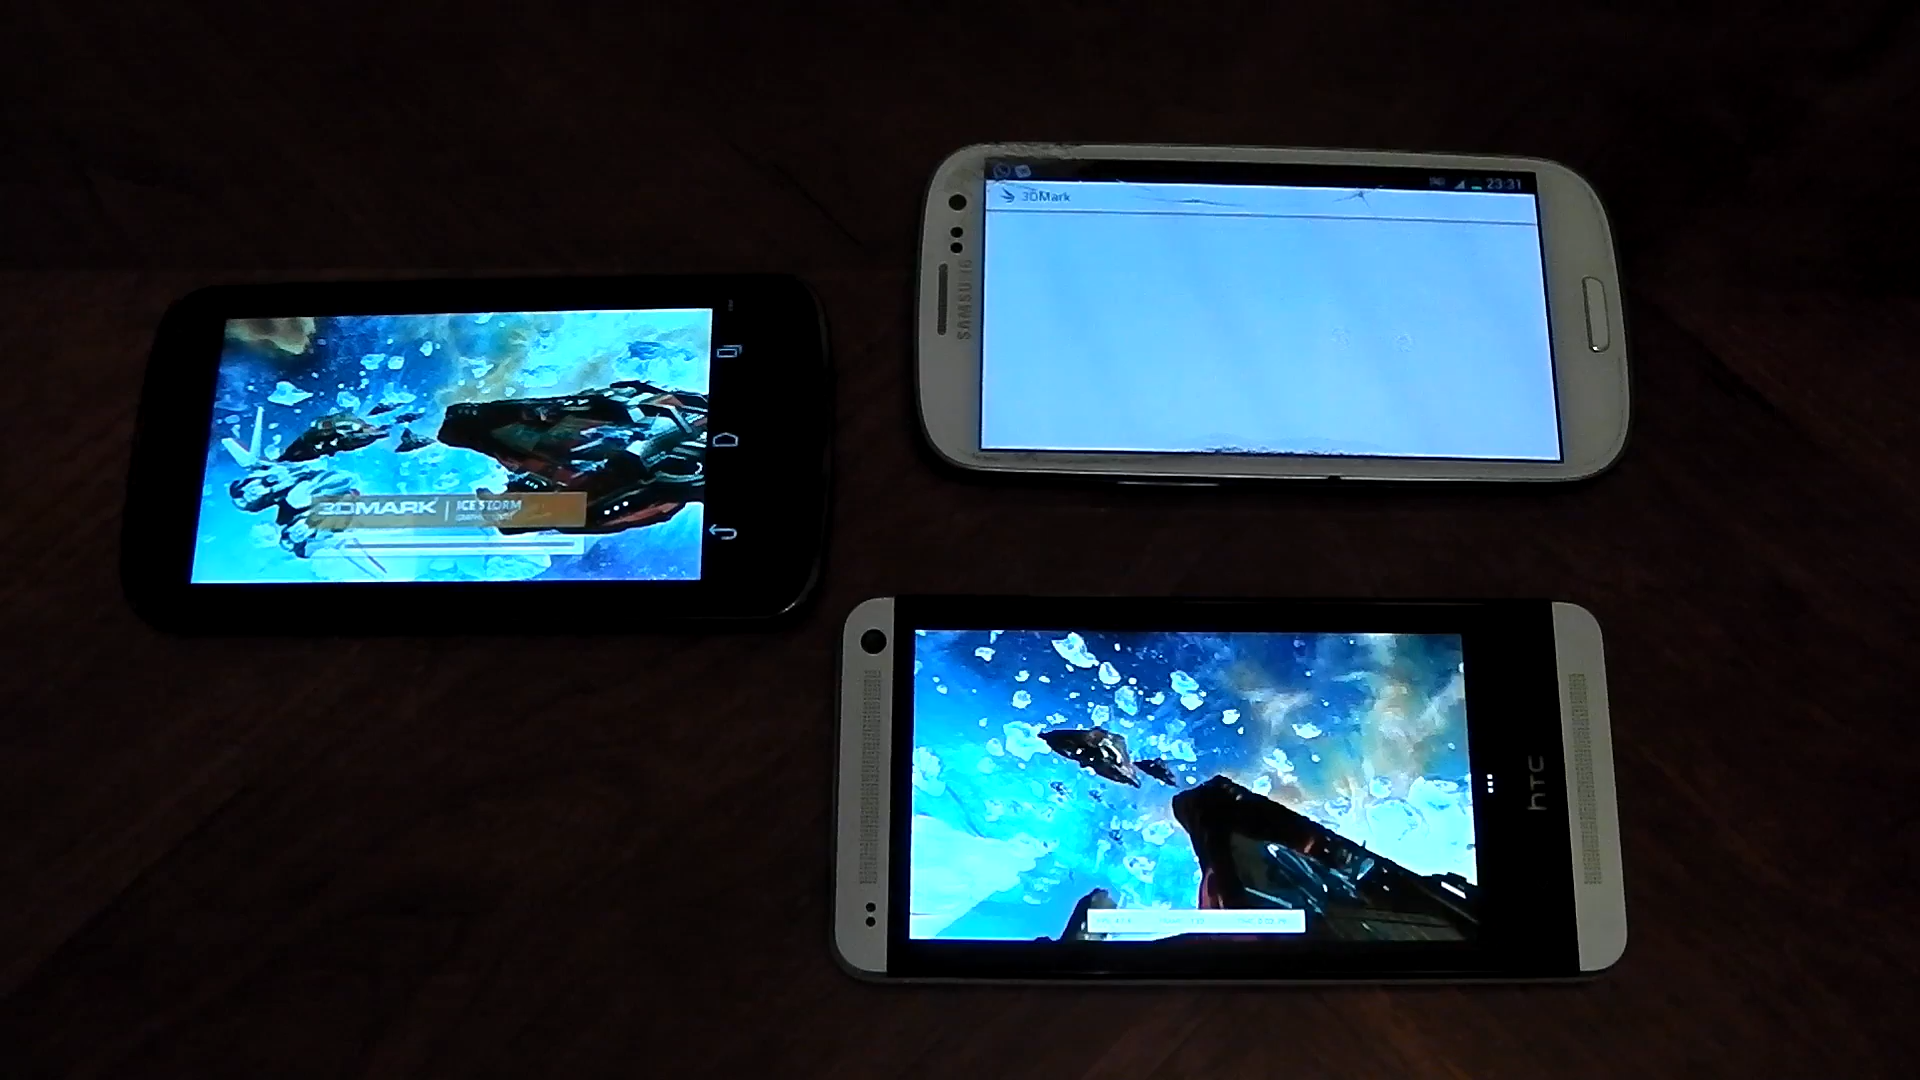 23:31
3DMark
SAMSUNG
3DMARK | ICE STORM
hTC